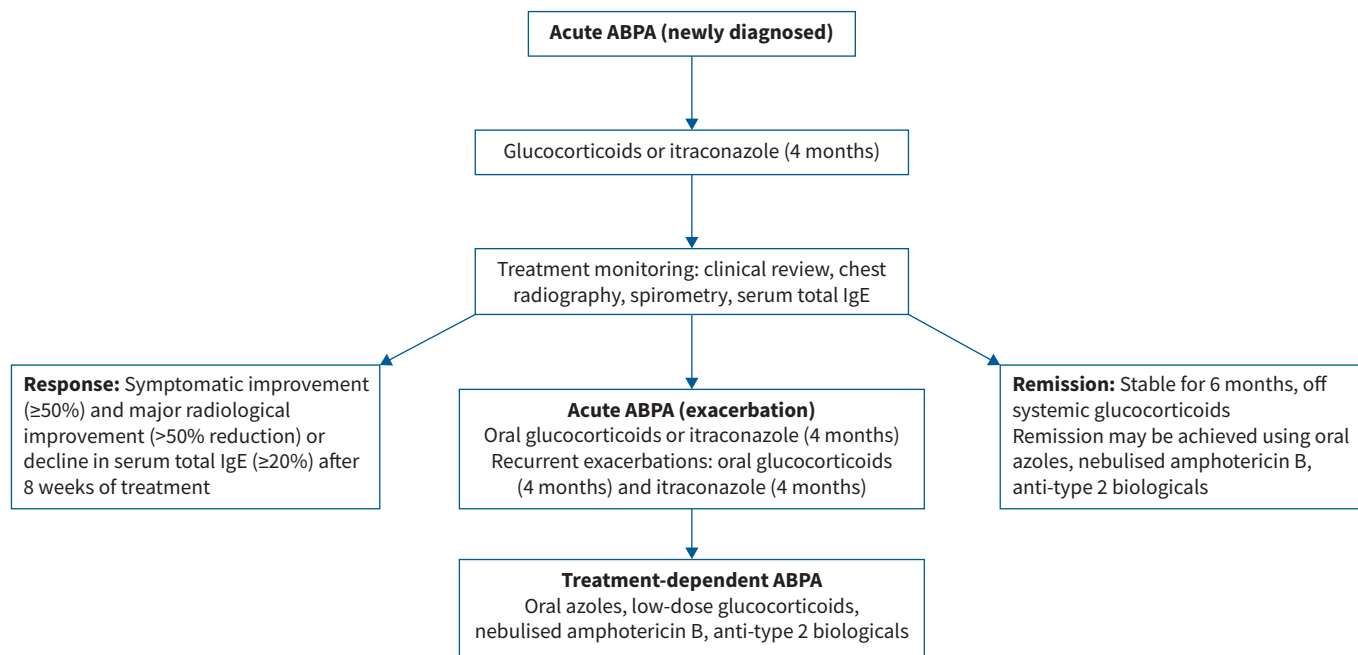 Acute ABPA (newly diagnosed)
Glucocorticoids or itraconazole (4 months)
Treatment monitoring: clinical review, chest
radiography, spirometry, serum total IgE
Response: Symptomatic improvement
(≥50%) and major radiological
improvement (>50% reduction) or
decline in serum total IgE (≥20%) after
8 weeks of treatment
Acute ABPA (exacerbation)
Oral glucocorticoids or itraconazole (4 months)
Recurrent exacerbations: oral glucocorticoids
(4 months) and itraconazole (4 months)
Remission: Stable for 6 months, off
systemic glucocorticoids
Remission may be achieved using oral
azoles, nebulised amphotericin B,
anti-type 2 biologicals
Treatment-dependent ABPA
Oral azoles, low-dose glucocorticoids,
nebulised amphotericin B, anti-type 2 biologicals